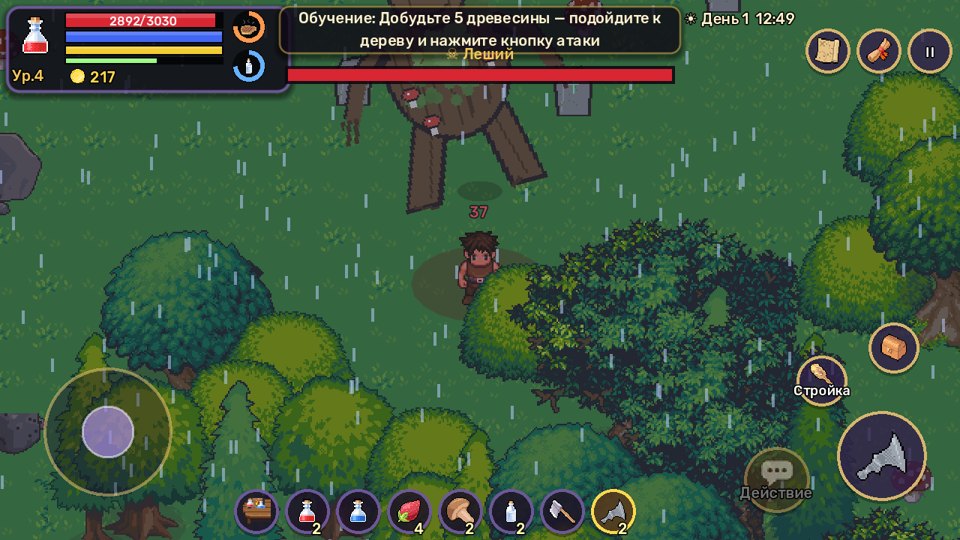 2892/3030
Ур.4
217
Обучение: Добудьте 5 древесины – подойдите к
дереву и нажмите кнопку атаки
Леший
День 1 12:49
37
Стройка
Действие
2
4
2
2
2